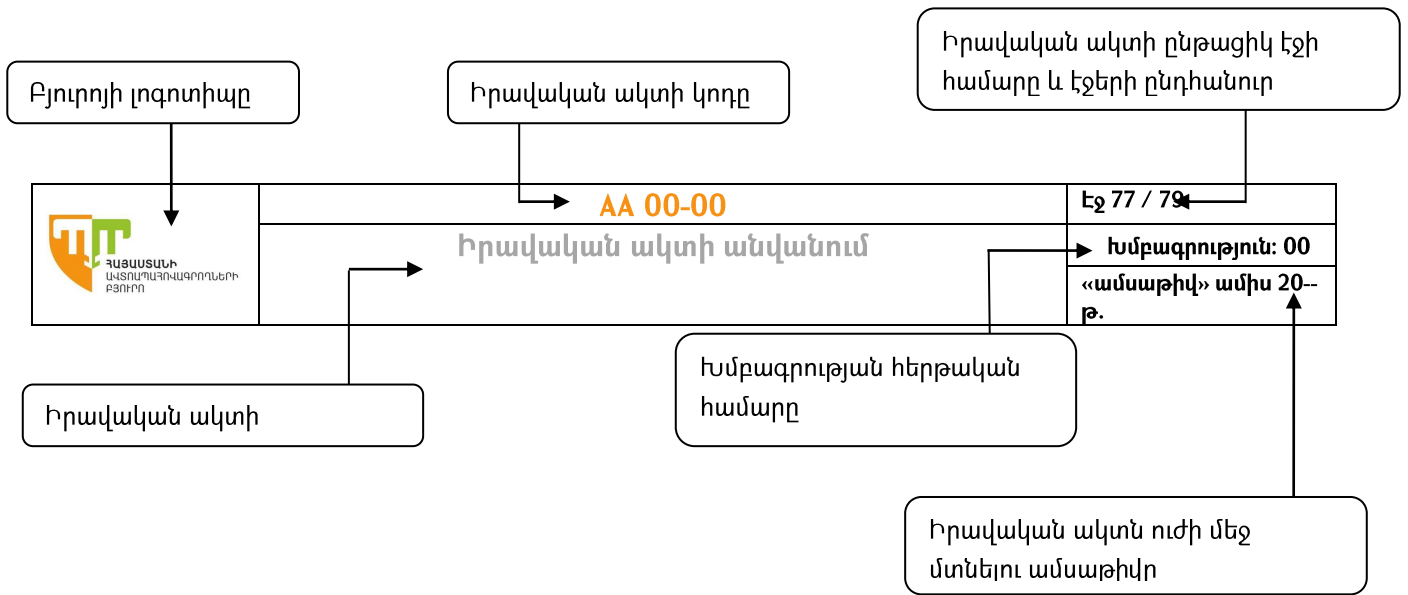 Իրավական ակտի ընթացիկ էջի
համարը և էջերի ընդհանուր
Բյուրոյի լոգոտիպը
Իրավական ակտի կոդը
AA 00-00
Էջ 77 / 79
Իրավական ակտի անվանում
Խմբագրություն: 00
ՀԱՅԱՍՏԱՆԻ
ԱՎՏՈԱՊԱՀՈՎԱԳՐՈՂՆԵՐԻ
ԲՅՈՒՐՈ
«ամսաթիվ» ամիս 20--
թ.
Խմբագրության հերթական
համարը
Իրավական ակտի
Իրավական ակտն ուժի մեջ
մտնելու ամսաթիվը